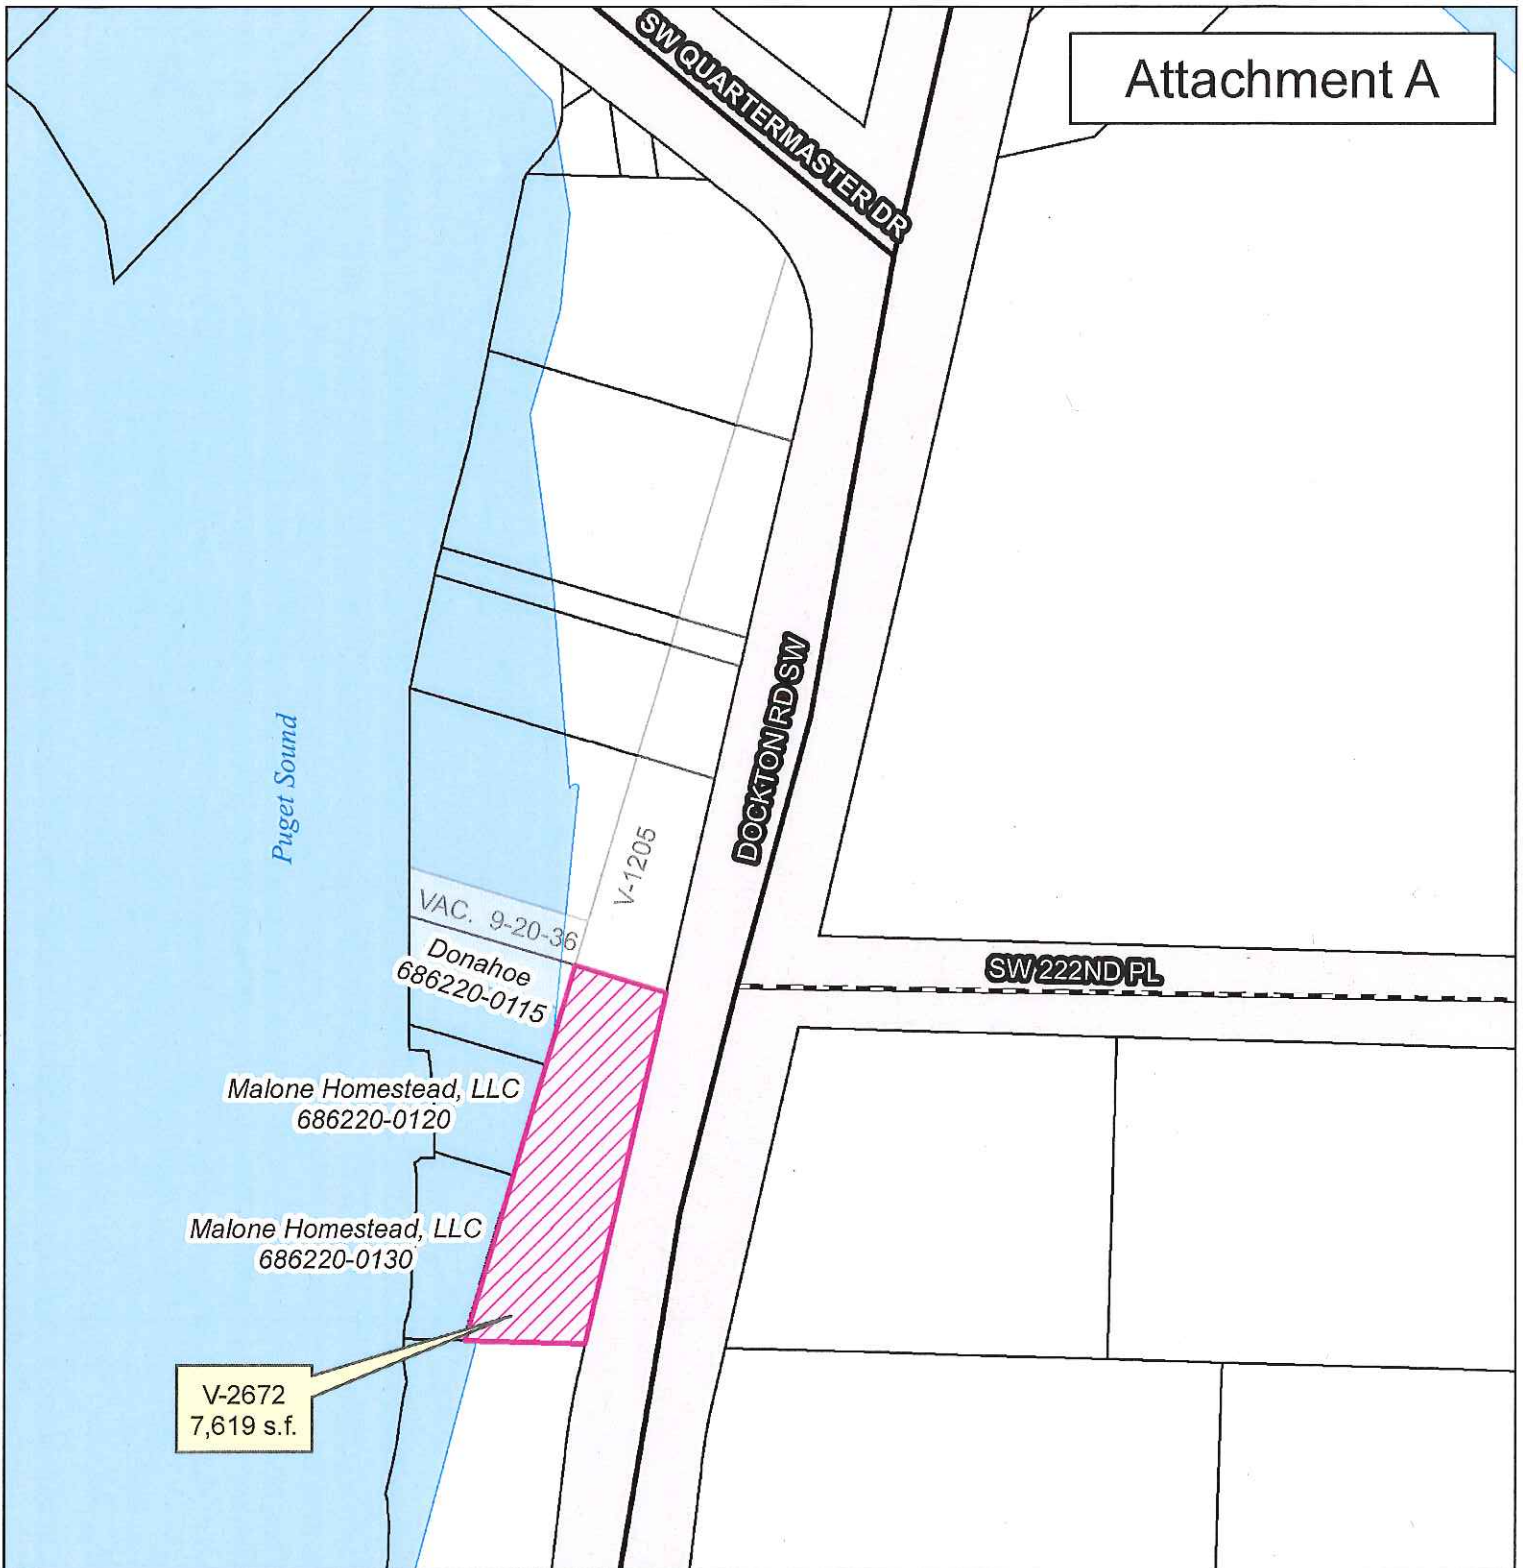 SW QUARTERMASTER DR
Attachment A
DOCKTON RD SW
Puget Sound
V-1205
VAC. 9-20-36
Donahoe
686220-0115
SW 222ND PL
Malone Homestead, LLC
686220-0120
Malone Homestead, LLC
686220-0130
V-2672
7,619 s.f.